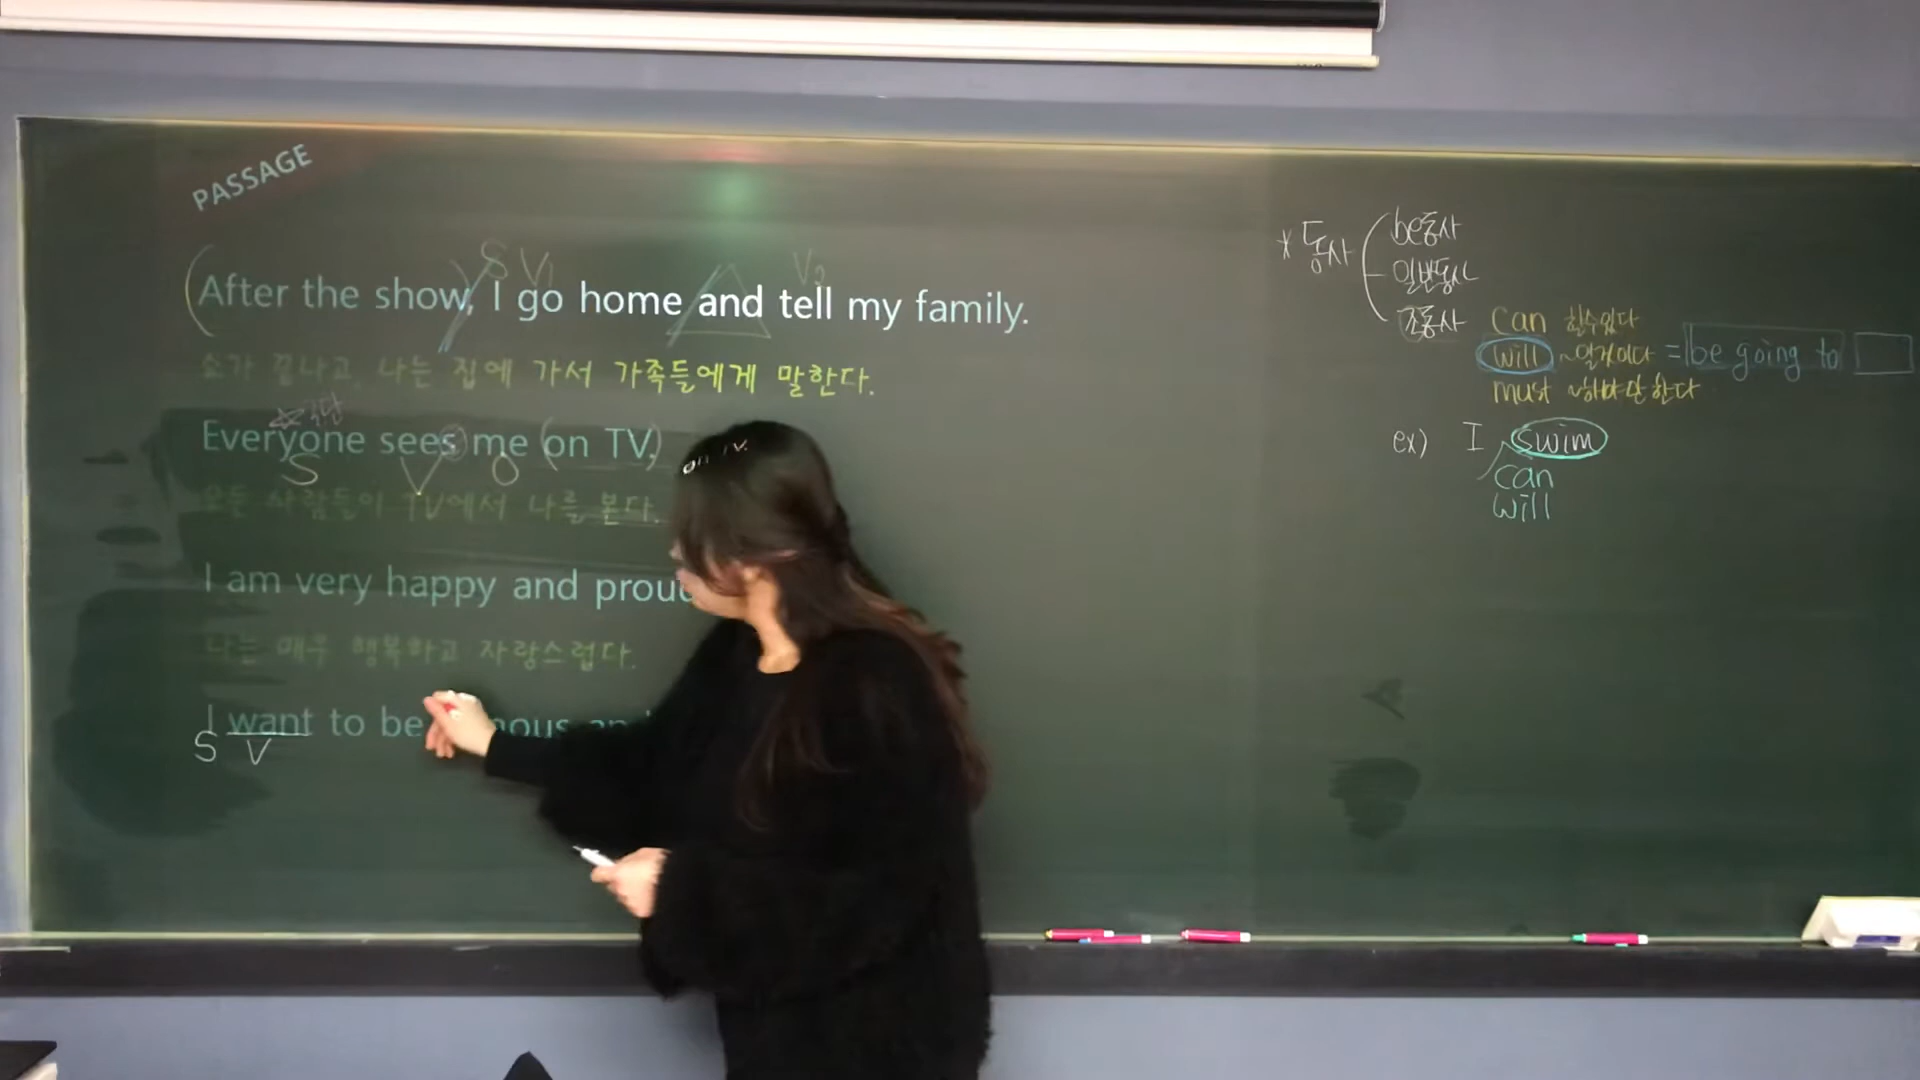 PASSAGE
S V₁ V₂
(After the show, I go home and tell my family.
쇼가 끝나고, 나는 집에 가서 가족들에게 말한다.
Everyone sees me (on TV.)
S V O
모든 사람들이 TV에서 나를 본다.
I am very happy and proud
나는 매우 행복하고 자랑스럽다.
I want to be
S V
* 동사
be동사
일반동사
조동사
can 할수있다
will ~일것이다 = be going to
must ~해야만 한다
ex) I swim
can
will